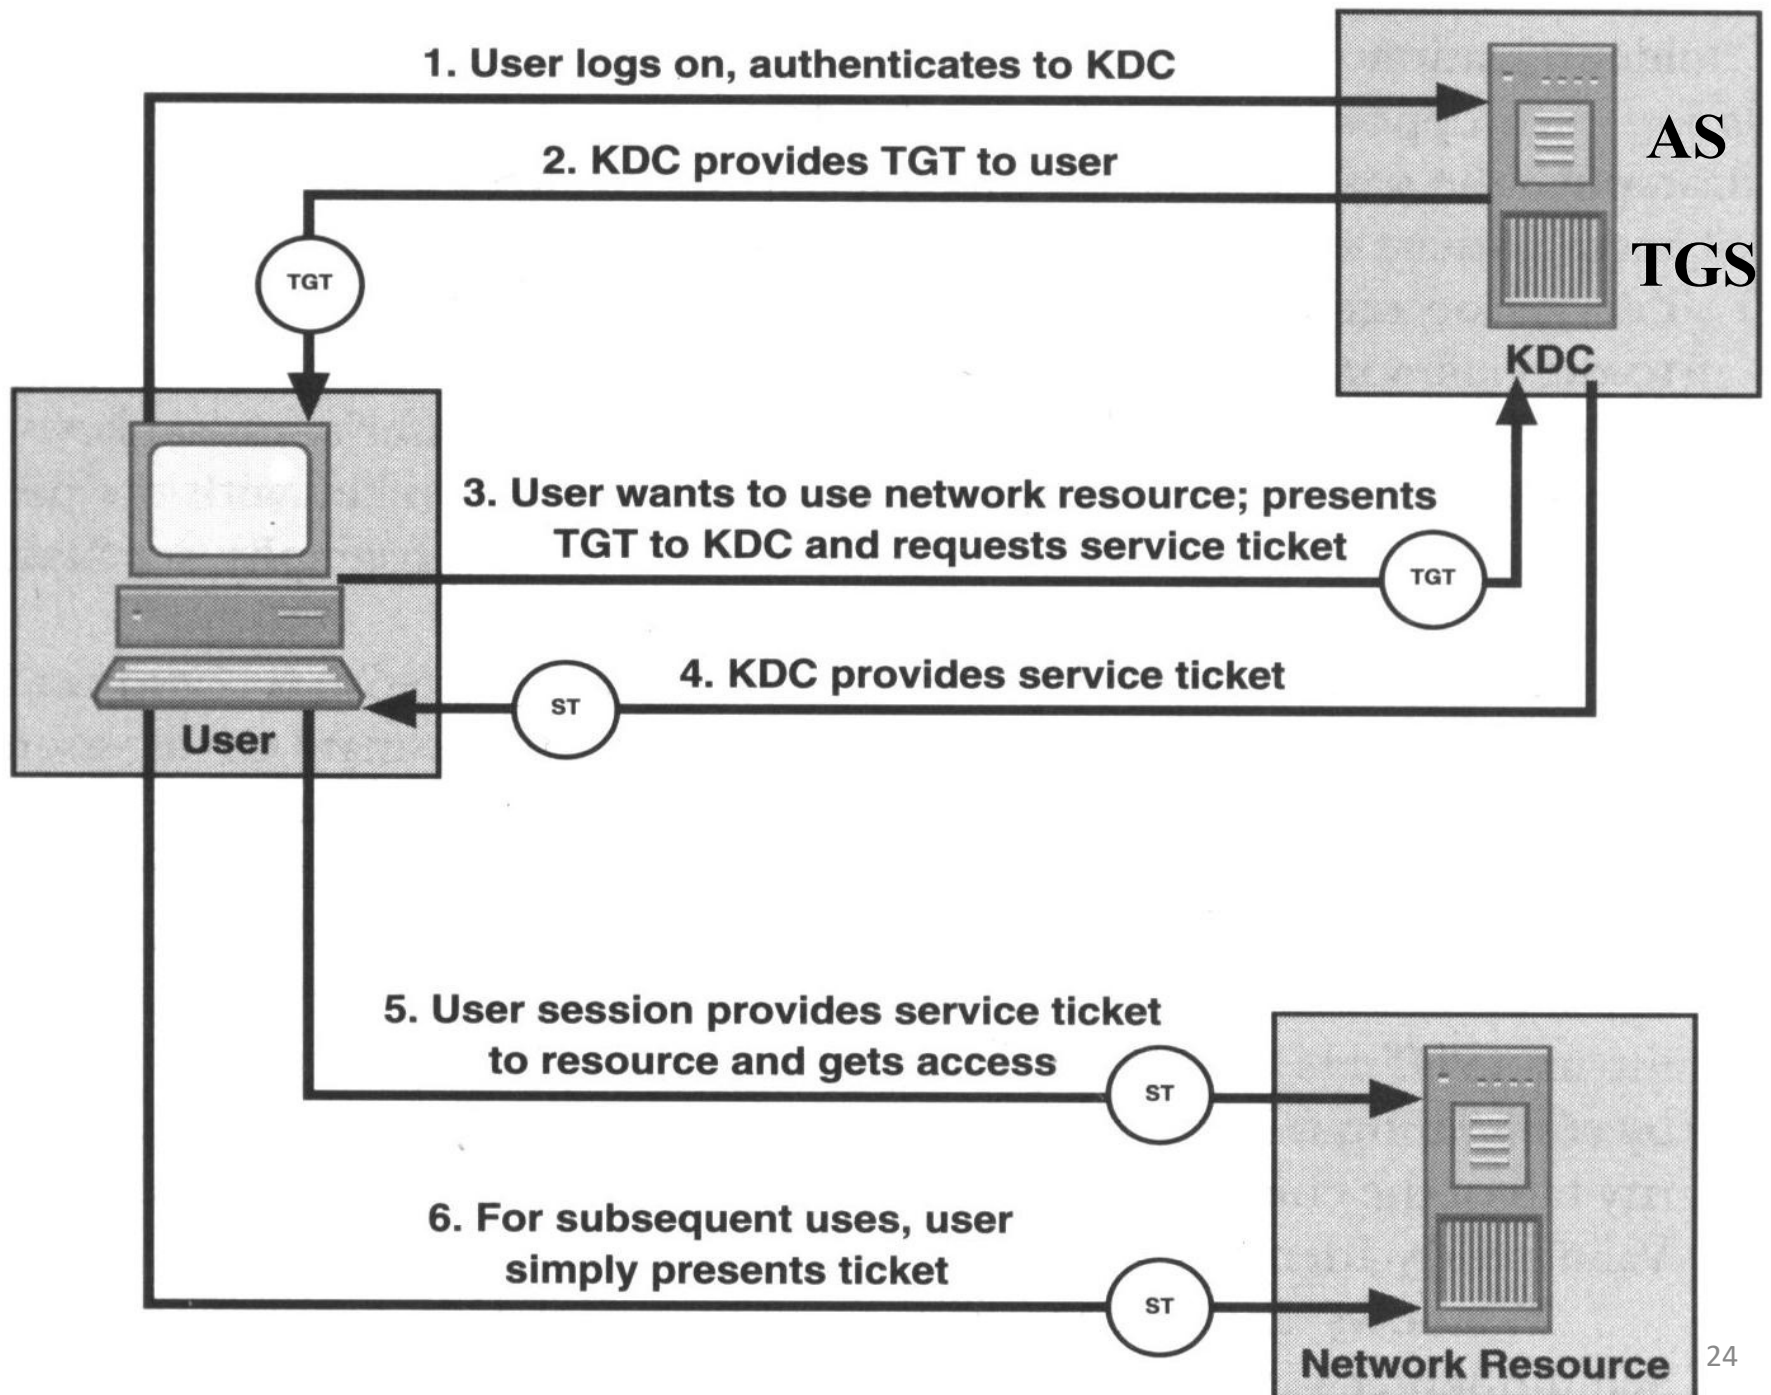 1. User logs on, authenticates to KDC
AS
2. KDC provides TGT to user
TGS
TGT
KDC
3. User wants to use network resource; presents
TGT to KDC and requests service ticket
TGT
4. KDC provides service ticket
ST
User
5. User session provides service ticket
to resource and gets access
ST
6. For subsequent uses, user
simply presents ticket
ST
Network Resource
24